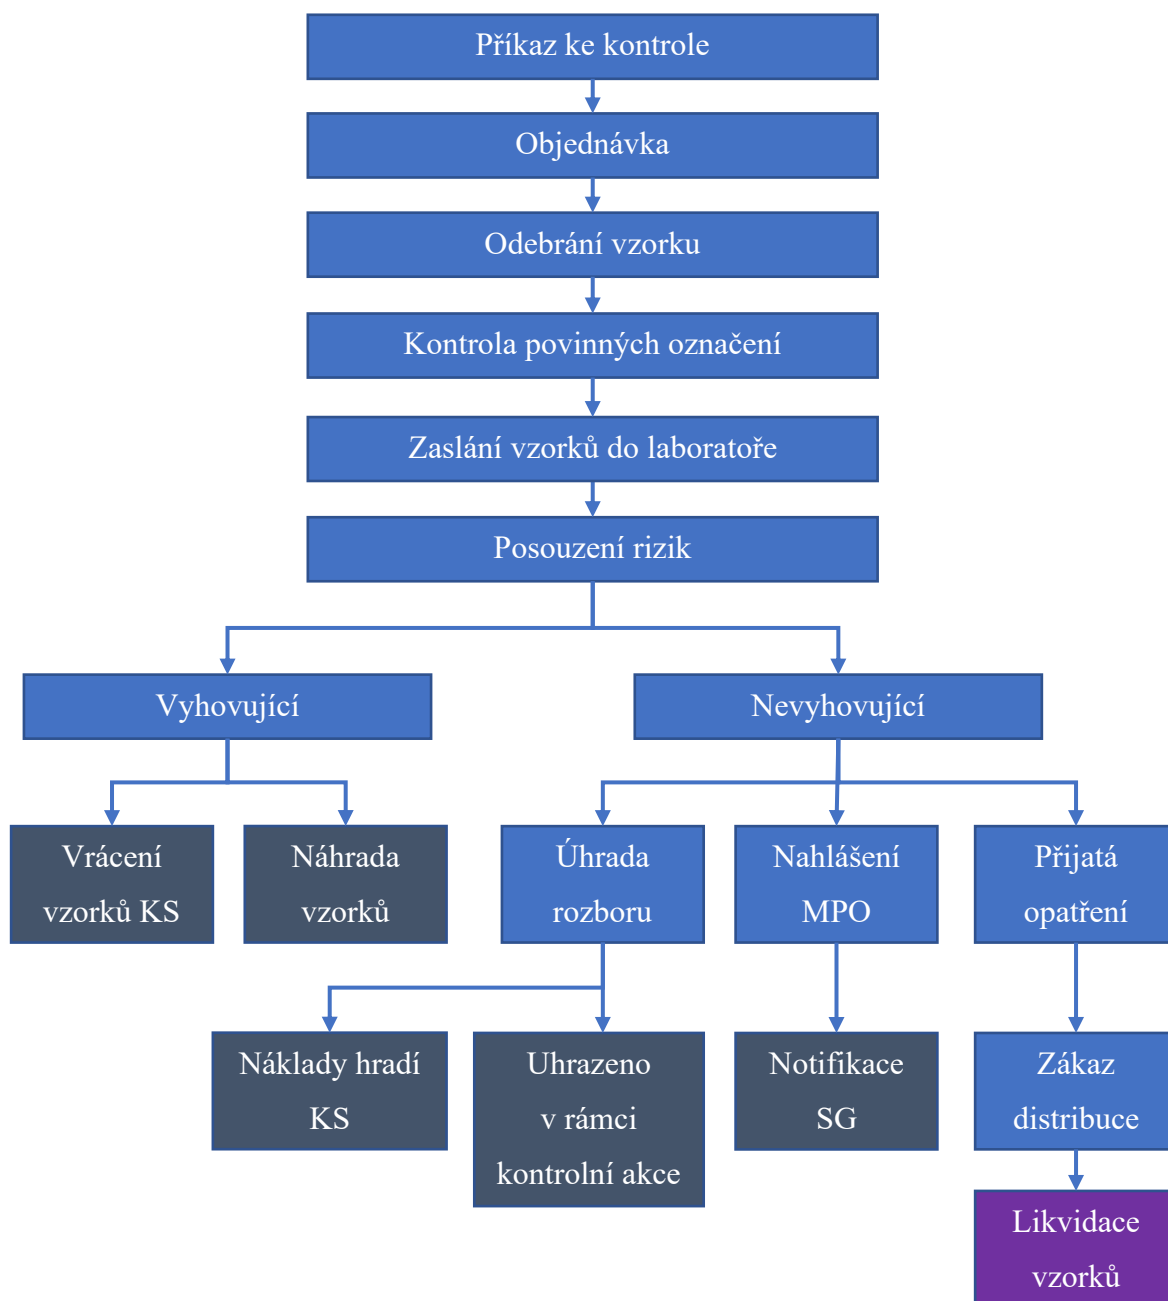 Příkaz ke kontrole
Objednávka
Odebrání vzorku
Kontrola povinných označení
Zaslání vzorků do laboratoře
Posouzení rizik
Vyhovující
Nevyhovující
Vrácení
vzorků KS
Náhrada
vzorků
Úhrada
rozboru
Nahlášení
MPO
Přijatá
opatření
Náklady hradí
KS
Uhrazeno
v rámci
kontrolní akce
Notifikace
SG
Zákaz
distribuce
Likvidace
vzorků